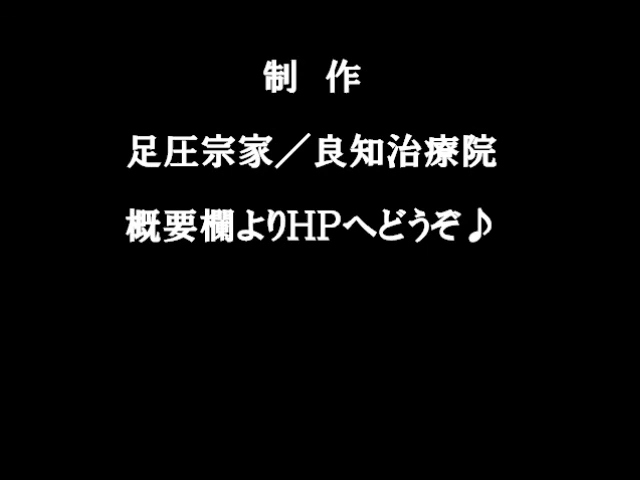 制　作
足圧宗家／良知治療院
概要欄よりHPへどうぞ♪